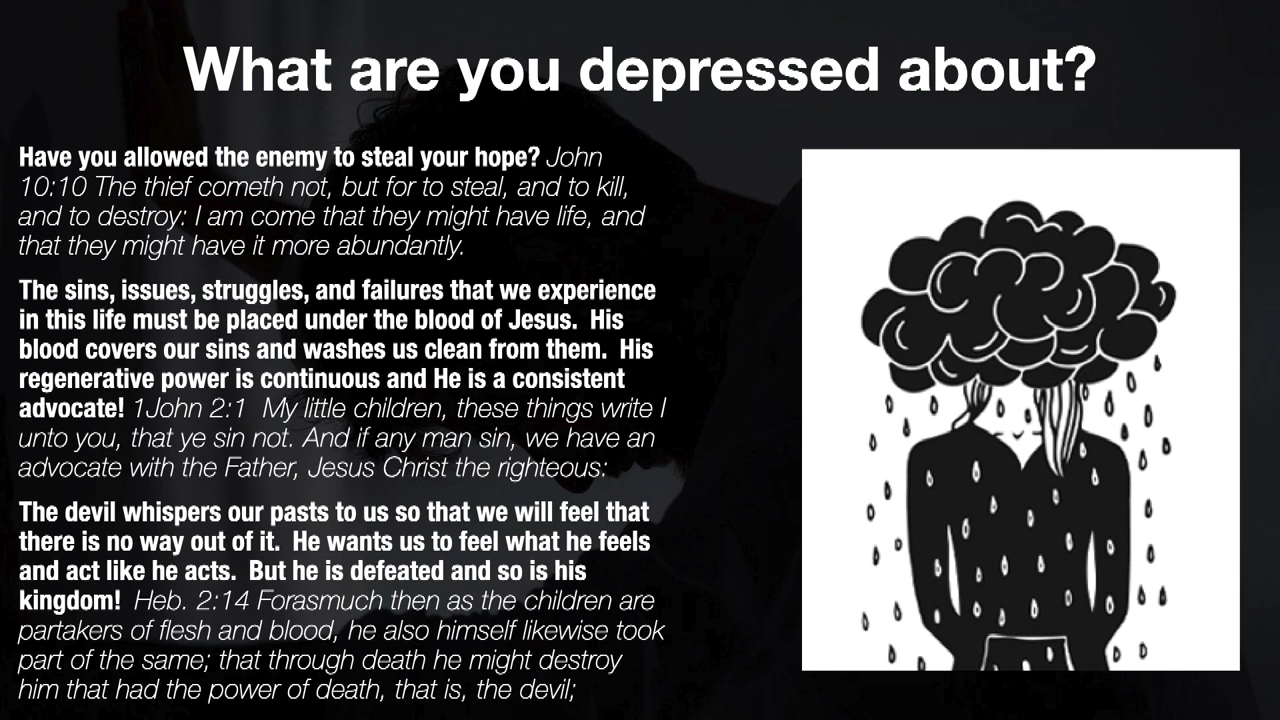 What are you depressed about?
Have you allowed the enemy to steal your hope? John
10:10 The thief cometh not, but for to steal, and to kill,
and to destroy: I am come that they might have life, and
that they might have it more abundantly.
The sins, issues, struggles, and failures that we experience
in this life must be placed under the blood of Jesus.  His
blood covers our sins and washes us clean from them.  His
regenerative power is continuous and He is a consistent
advocate! 1John 2:1  My little children, these things write I
unto you, that ye sin not. And if any man sin, we have an
advocate with the Father, Jesus Christ the righteous:
The devil whispers our pasts to us so that we will feel that
there is no way out of it.  He wants us to feel what he feels
and act like he acts.  But he is defeated and so is his
kingdom!  Heb. 2:14 Forasmuch then as the children are
partakers of flesh and blood, he also himself likewise took
part of the same; that through death he might destroy
him that had the power of death, that is, the devil;